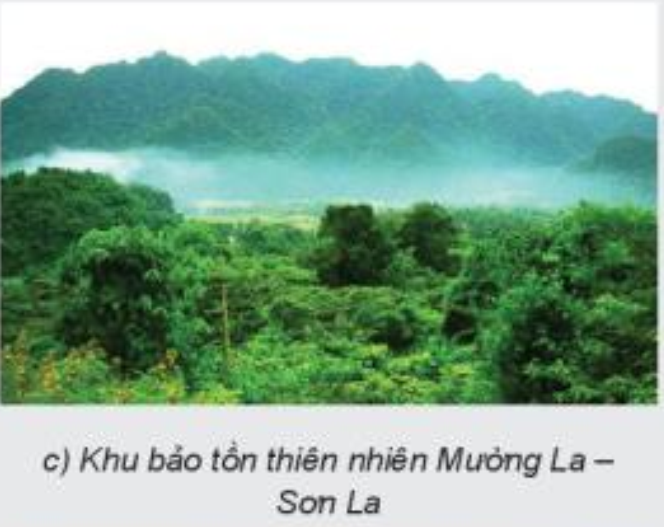 c) Khu bảo tồn thiên nhiên Mường La –
Sơn La